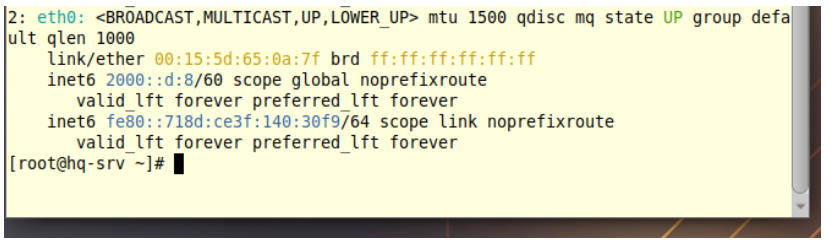 2: eth0: <BROADCAST,MULTICAST,UP,LOWER_UP> mtu 1500 qdisc mq state UP group defa
ult qlen 1000
    link/ether 00:15:5d:65:0a:7f brd ff:ff:ff:ff:ff:ff
    inet6 2000::d:8/60 scope global noprefixroute
       valid_lft forever preferred_lft forever
    inet6 fe80::718d:ce3f:140:30f9/64 scope link noprefixroute
       valid_lft forever preferred_lft forever
[root@hq-srv ~]#